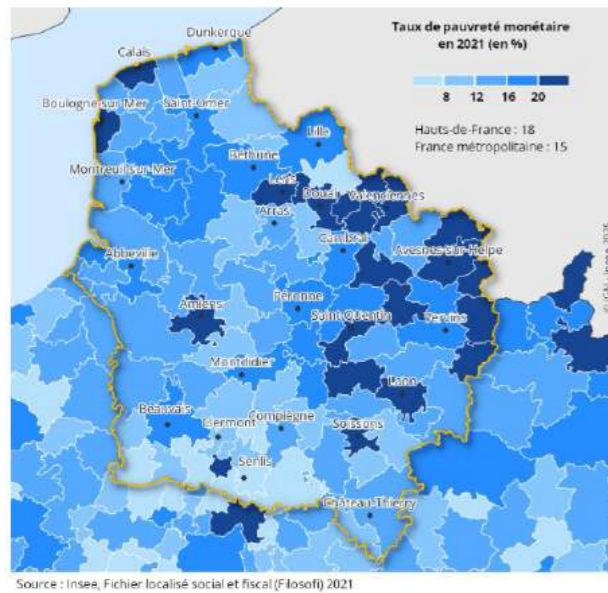 Taux de pauvreté monétaire
en 2021 (en %)
8 12 16 20
Hauts-de-France : 18
France métropolitaine : 15
Dunkerque
Calais
Boulogne-sur-Mer
Saint-Omer
Lille
Béthune
Montreuil-sur-Mer
Lens
Douai
Valenciennes
Arras
Cambrai
Avesnes-sur-Helpe
Abbeville
Amiens
Péronne
Saint-Quentin
Vervins
Montdidier
Laon
Beauvais
Clermont
Compiègne
Soissons
Senlis
Château-Thierry
Source : Insee, Fichier localisé social et fiscal (Filosofi) 2021